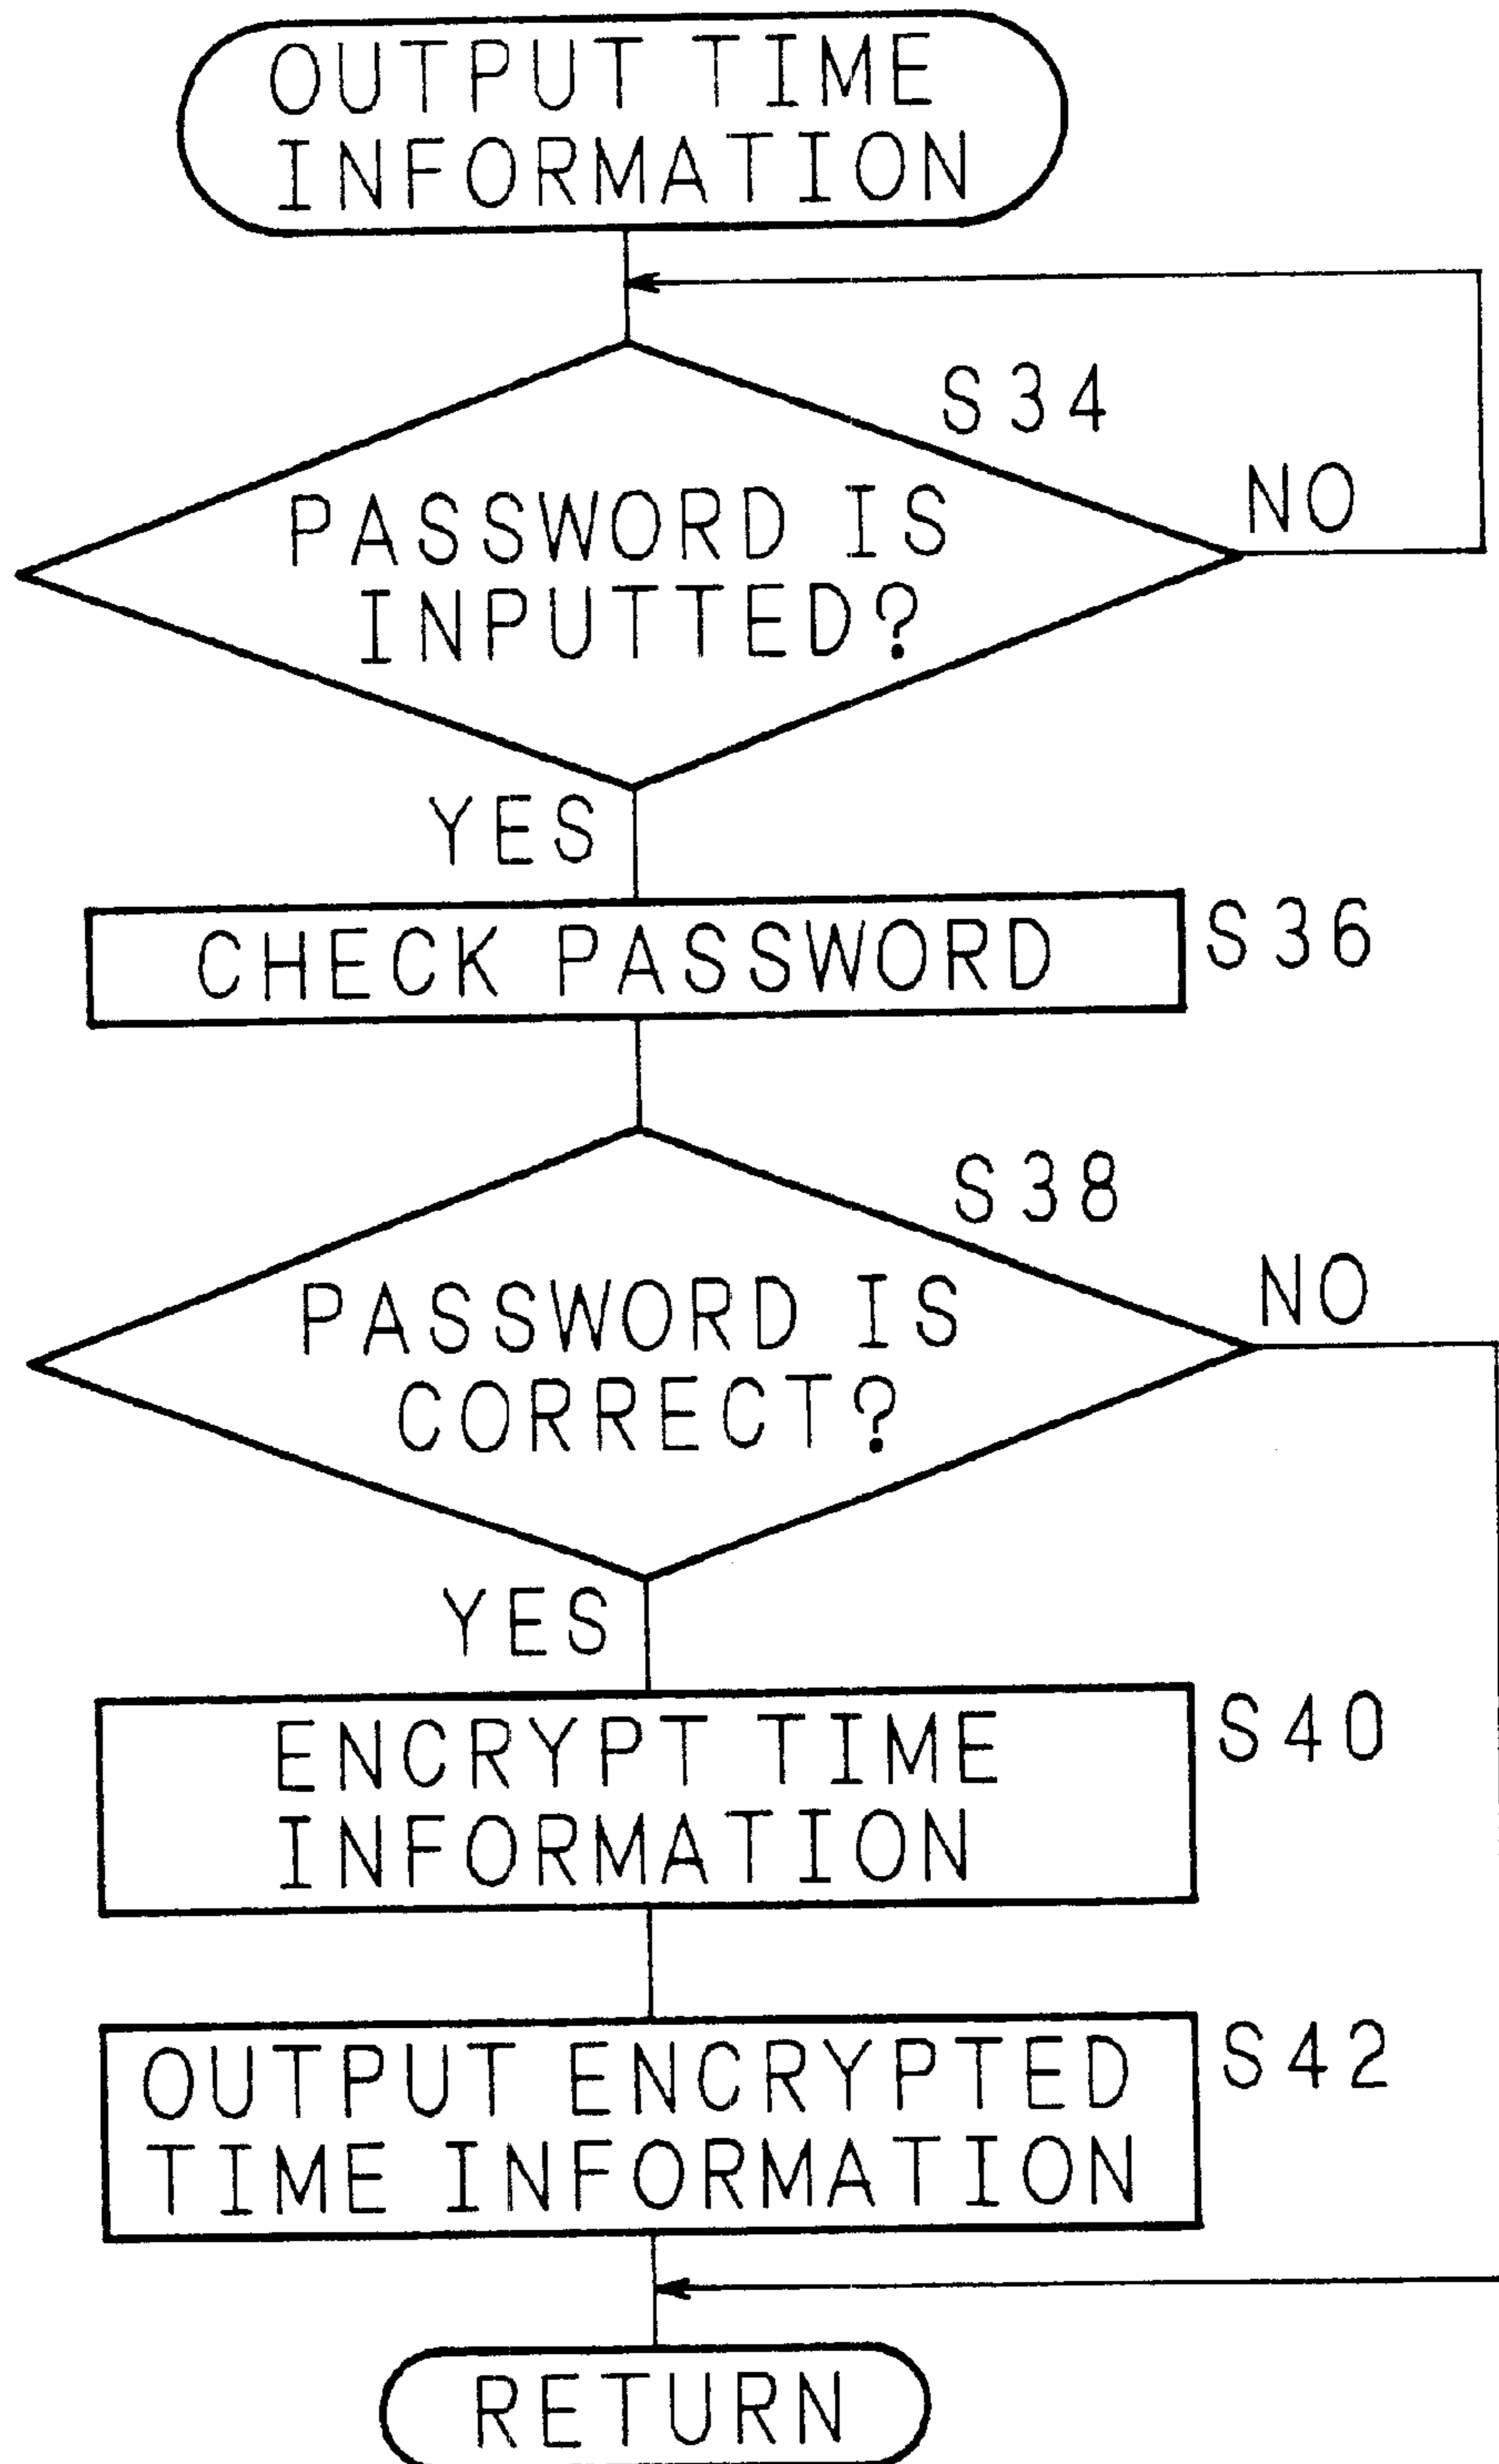 OUTPUT TIME
INFORMATION
S34
PASSWORD IS
INPUTTED?
NO
YES
CHECK PASSWORD
S36
S38
PASSWORD IS
CORRECT?
NO
YES
ENCRYPT TIME
INFORMATION
S40
OUTPUT ENCRYPTED
TIME INFORMATION
S42
RETURN